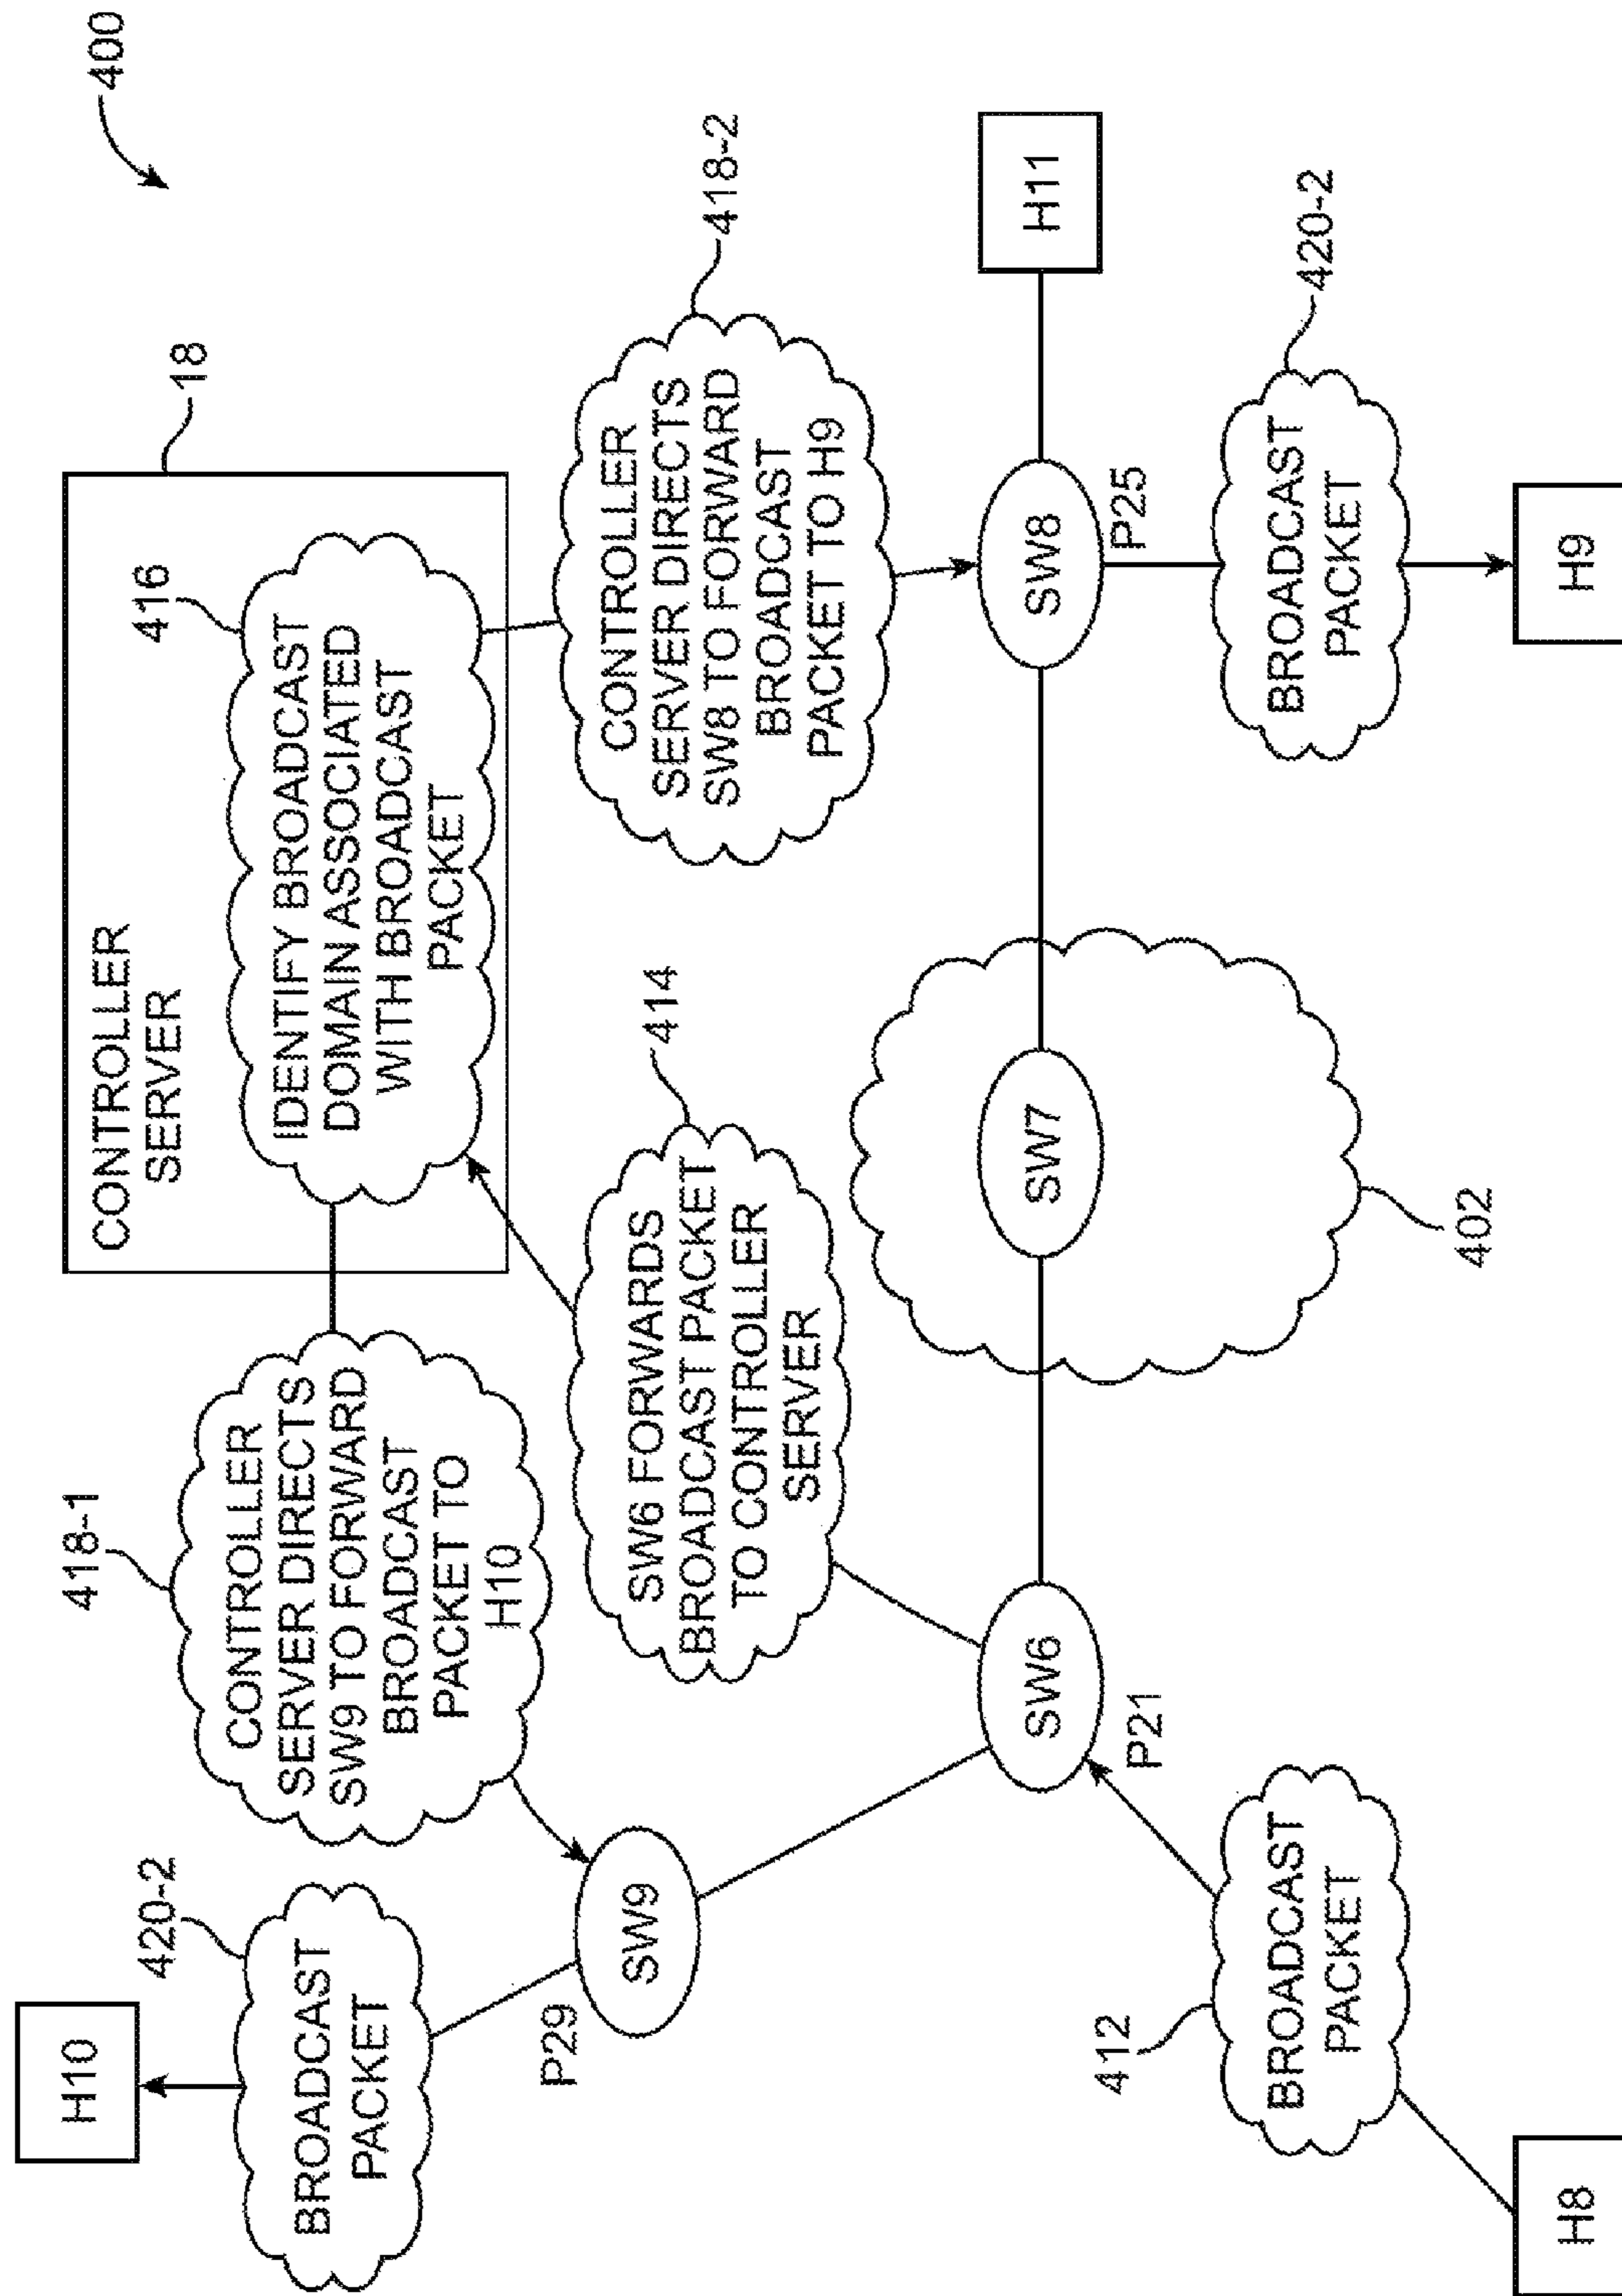 400
18
CONTROLLER
SERVER
416
IDENTIFY BROADCAST
DOMAIN ASSOCIATED
WITH BROADCAST
PACKET
H10
420-2
BROADCAST
PACKET
P29
SW9
418-1
CONTROLLER
SERVER DIRECTS
SW9 TO FORWARD
BROADCAST
PACKET TO
H10
414
SW6 FORWARDS
BROADCAST PACKET
TO CONTROLLER
SERVER
418-2
CONTROLLER
SERVER DIRECTS
SW8 TO FORWARD
BROADCAST
PACKET TO H9
SW6
P21
SW7
402
SW8
P25
H11
412
BROADCAST
PACKET
420-2
BROADCAST
PACKET
H8
H9